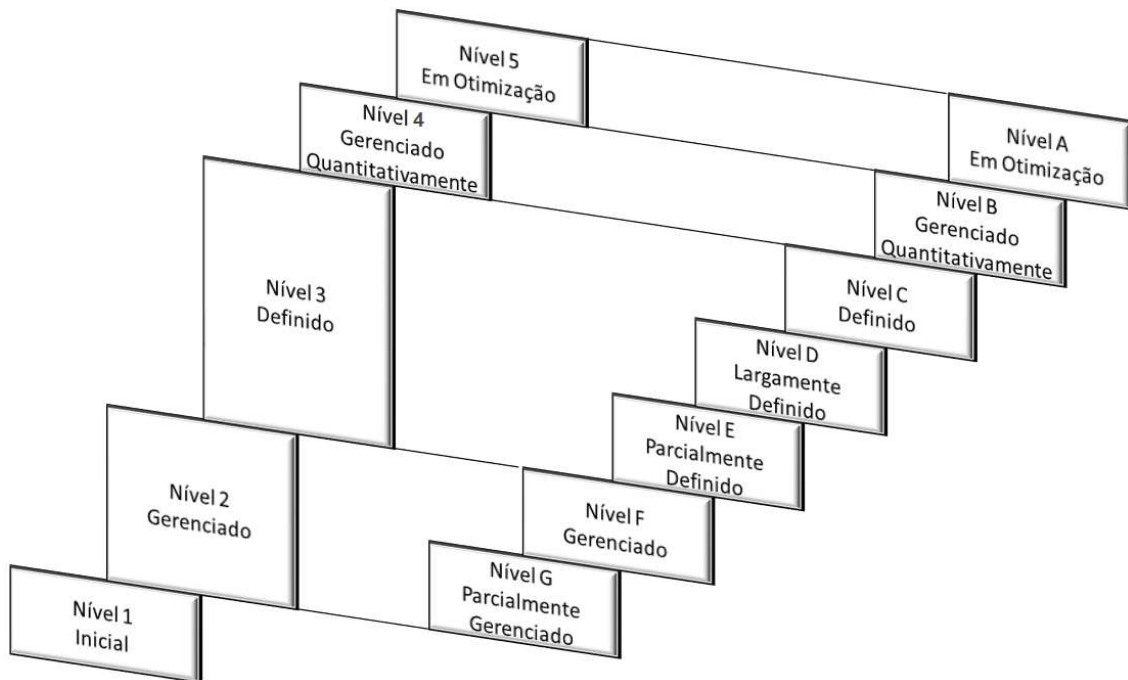 Nível 5
Em Otimização
Nível 4
Gerenciado
Quantitativamente
Nível 3
Definido
Nível 2
Gerenciado
Nível 1
Inicial
Nível A
Em Otimização
Nível B
Gerenciado
Quantitativamente
Nível C
Definido
Nível D
Largamente
Definido
Nível E
Parcialmente
Definido
Nível F
Gerenciado
Nível G
Parcialmente
Gerenciado